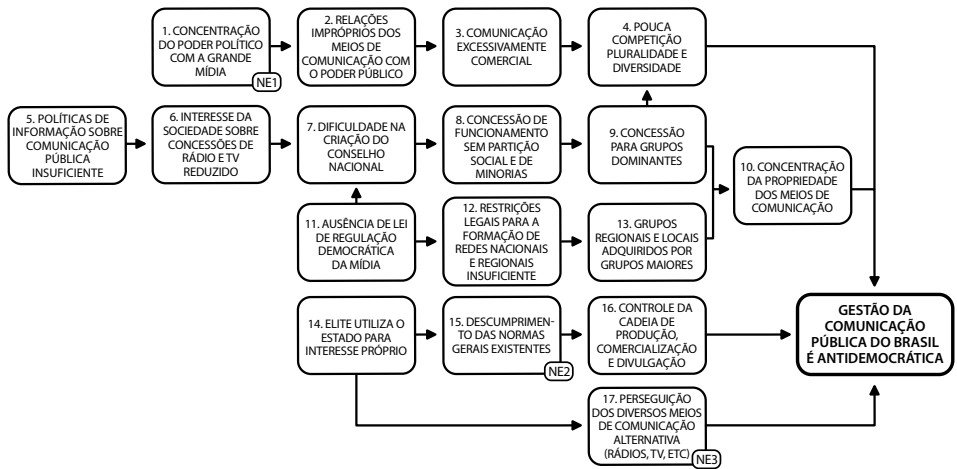 1. CONCENTRAÇÃO
DO PODER POLÍTICO
COM A GRANDE
MÍDIA
NE1
2. RELAÇÕES
IMPRÓPRIOS DOS
MEIOS DE
COMUNICAÇÃO COM
O PODER PÚBLICO
3. COMUNICAÇÃO
EXCESSIVAMENTE
COMERCIAL
4. POUCA
COMPETIÇÃO
PLURALIDADE E
DIVERSIDADE
5. POLÍTICAS DE
INFORMAÇÃO SOBRE
COMUNICAÇÃO
PÚBLICA
INSUFICIENTE
6. INTERESSE DA
SOCIEDADE SOBRE
CONCESSÕES DE
RÁDIO E TV
REDUZIDO
7. DIFICULDADE NA
CRIAÇÃO DO
CONSELHO
NACIONAL
8. CONCESSÃO DE
FUNCIONAMENTO
SEM PARTIÇÃO
SOCIAL E DE
MINORIAS
9. CONCESSÃO
PARA GRUPOS
DOMINANTES
10. CONCENTRAÇÃO
DA PROPRIEDADE
DOS MEIOS DE
COMUNICAÇÃO
11. AUSÊNCIA DE LEI
DE REGULAÇÃO
DEMOCRÁTICA
DA MÍDIA
12. RESTRIÇÕES
LEGAIS PARA A
FORMAÇÃO DE
REDES NACIONAIS
E REGIONAIS
INSUFICIENTE
13. GRUPOS
REGIONAIS E LOCAIS
ADQUIRIDOS POR
GRUPOS MAIORES
14. ELITE UTILIZA O
ESTADO PARA
INTERESSE PRÓPRIO
15. DESCUMPRIMEN-
TO DAS NORMAS
GERAIS EXISTENTES
NE2
16. CONTROLE DA
CADEIA DE
PRODUÇÃO,
COMERCIALIZAÇÃO
E DIVULGAÇÃO
GESTÃO DA
COMUNICAÇÃO
PÚBLICA DO BRASIL
É ANTIDEMOCRÁTICA
17. PERSEGUIÇÃO
DOS DIVERSOS MEIOS
DE COMUNICAÇÃO
ALTERNATIVA
(RÁDIOS, TV, ETC)
NE3